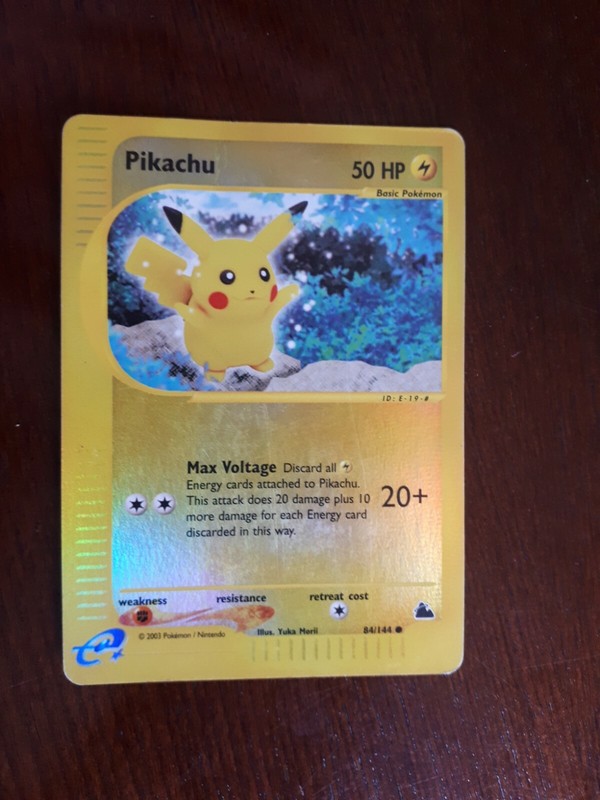 Pikachu 50 HP
Basic Pokémon
ID: E-19-#
Max Voltage Discard all
Energy cards attached to Pikachu.
This attack does 20 damage plus 10
more damage for each Energy card
discarded in this way.
20+
weakness resistance retreat cost
© 2003 Pokémon / Nintendo Illus. Yuka Morii 84/144
e